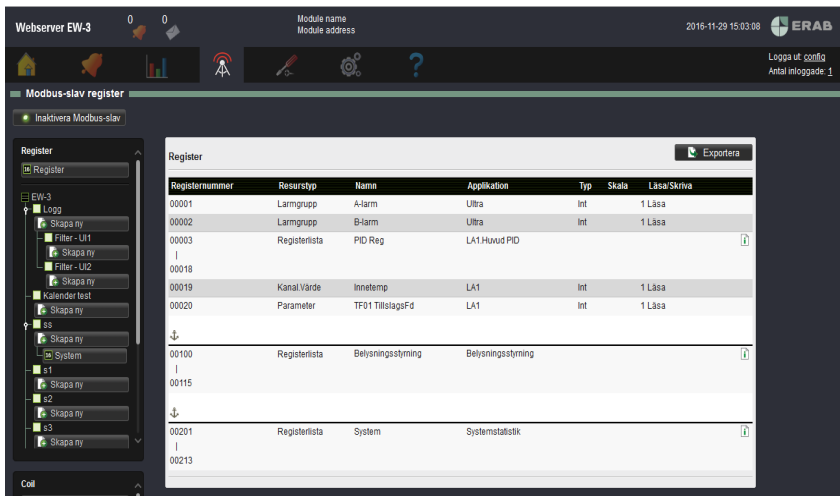 Webserver EW-3 0 0 Module name 2016-11-29 15:03:08 ERAB
Module address
Logga ut: config
Antal inloggade: 1
Modbus-slav register
Inaktivera Modbus-slav
Register
16 Register
EW-3
Logg
Skapa ny
Filter - UI1
Skapa ny
Filter - UI2
Skapa ny
Kalender test
Skapa ny
ss
Skapa ny
16 System
s1
Skapa ny
s2
Skapa ny
s3
Skapa ny
Coil
Register Exportera
Registernummer Resurstyp Namn Applikation Typ Skala Läsa/Skriva
00001 Larmgrupp A-larm Ultra Int 1 Läsa
00002 Larmgrupp B-larm Ultra Int 1 Läsa
00003 Registerlista PID Reg LA1.Huvud PID
|
00018
00019 Kanal.Värde Innetemp LA1 Int 1 Läsa
00020 Parameter TF01 TillslagsFd LA1 Int 1 Läsa
00100 Registerlista Belysningsstyrning Belysningsstyrning
|
00115
00201 Registerlista System Systemstatistik
|
00213